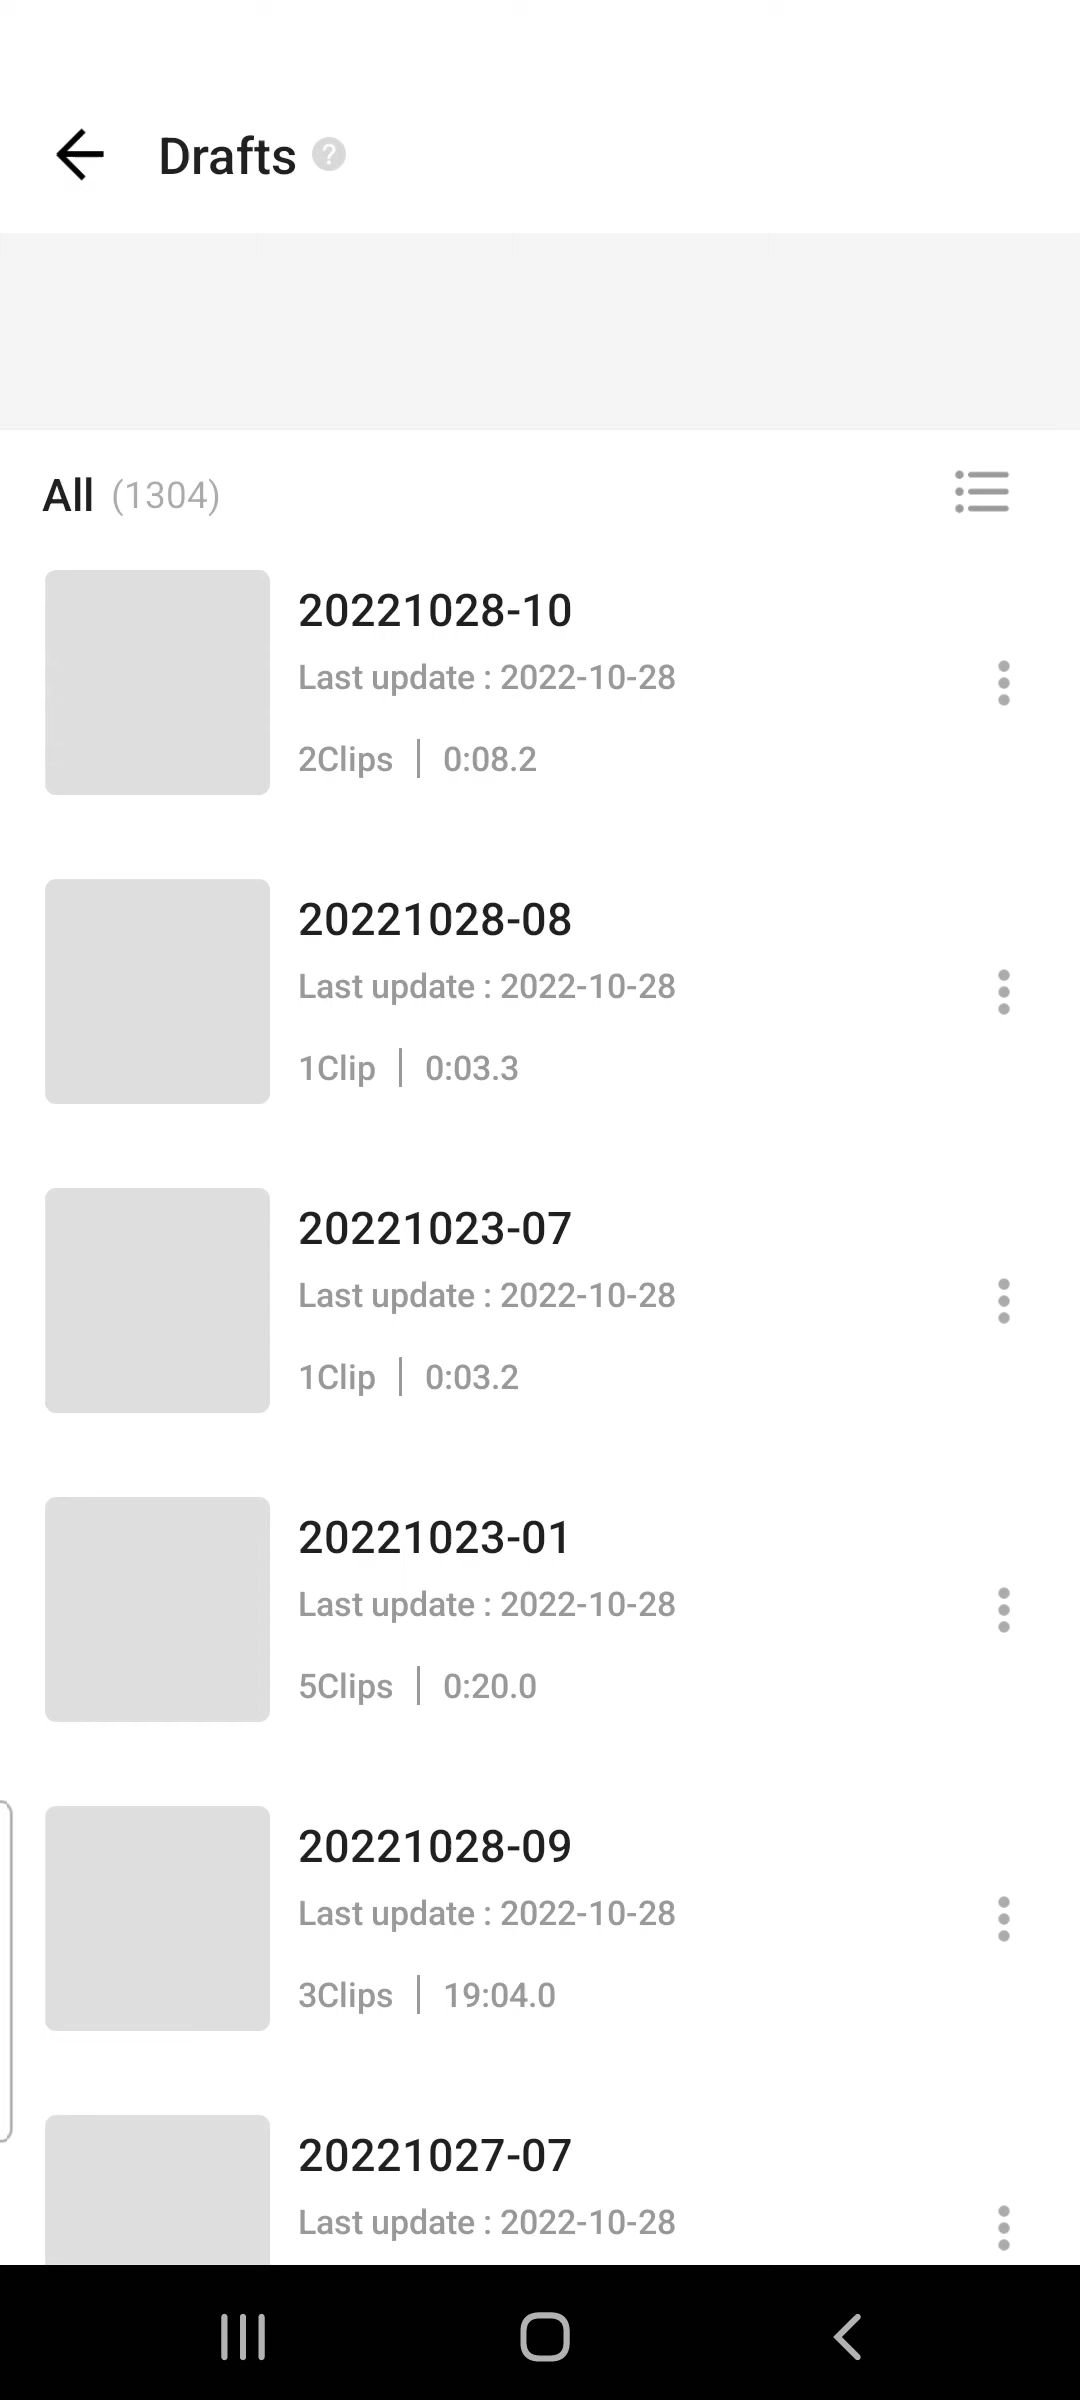 Drafts ?
All (1304)
20221028-10
Last update : 2022-10-28
2Clips | 0:08.2
20221028-08
Last update : 2022-10-28
1Clip | 0:03.3
20221023-07
Last update : 2022-10-28
1Clip | 0:03.2
20221023-01
Last update : 2022-10-28
5Clips | 0:20.0
20221028-09
Last update : 2022-10-28
3Clips | 19:04.0
20221027-07
Last update : 2022-10-28